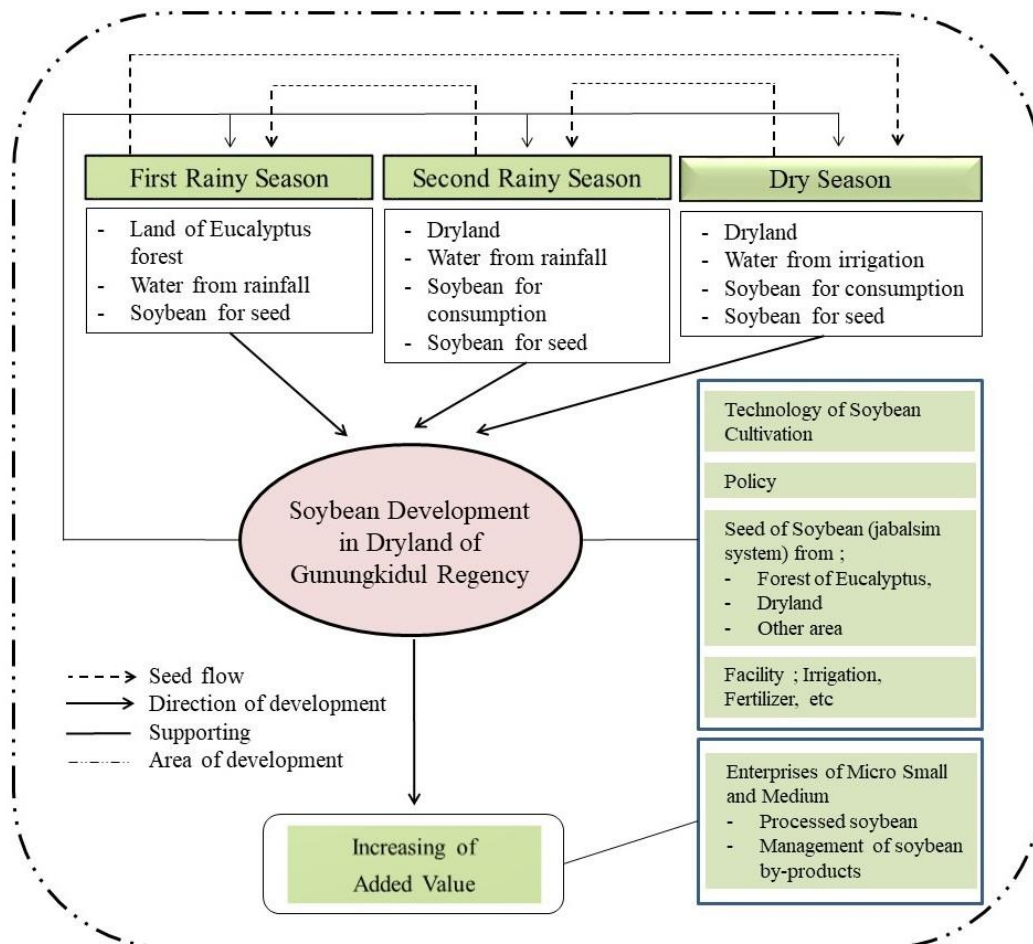 First Rainy Season
- Land of Eucalyptus
forest
- Water from rainfall
- Soybean for seed
Second Rainy Season
- Dryland
- Water from rainfall
- Soybean for
consumption
- Soybean for seed
Dry Season
- Dryland
- Water from irrigation
- Soybean for consumption
- Soybean for seed
Soybean Development
in Dryland of
Gunungkidul Regency
Technology of Soybean
Cultivation
Policy
Seed of Soybean (jabalsim
system) from ;
- Forest of Eucalyptus,
- Dryland
- Other area
Facility ; Irrigation,
Fertilizer, etc
Seed flow
Direction of development
Supporting
Area of development
Enterprises of Micro Small
and Medium
- Processed soybean
- Management of soybean
by-products
Increasing of
Added Value